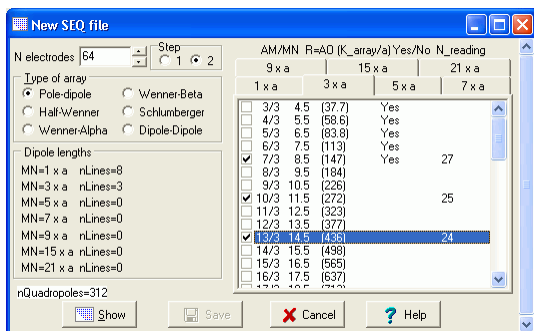 New SEQ file
N electrodes 64
Step
1 2
Type of array
Pole-dipole Wenner-Beta
Half-Wenner Schlumberger
Wenner-Alpha Dipole-Dipole
Dipole lengths
MN=1 x a nLines=8
MN=3 x a nLines=3
MN=5 x a nLines=0
MN=7 x a nLines=0
MN=9 x a nLines=0
MN=15 x a nLines=0
MN=21 x a nLines=0
nQuadropoles=312
AM/MN R=AO (K_array/a) Yes/No N_reading
9 x a 15 x a 21 x a
1 x a 3 x a 5 x a 7 x a
3/3 4.5 (37.7) Yes
4/3 5.5 (58.6) Yes
5/3 6.5 (83.8) Yes
6/3 7.5 (113) Yes
7/3 8.5 (147) Yes 27
8/3 9.5 (184)
9/3 10.5 (226)
10/3 11.5 (272) 25
11/3 12.5 (323)
12/3 13.5 (377)
13/3 14.5 (436) 24
14/3 15.5 (498)
15/3 16.5 (565)
16/3 17.5 (637)
17/3 18.5 (712)
Show Save Cancel Help